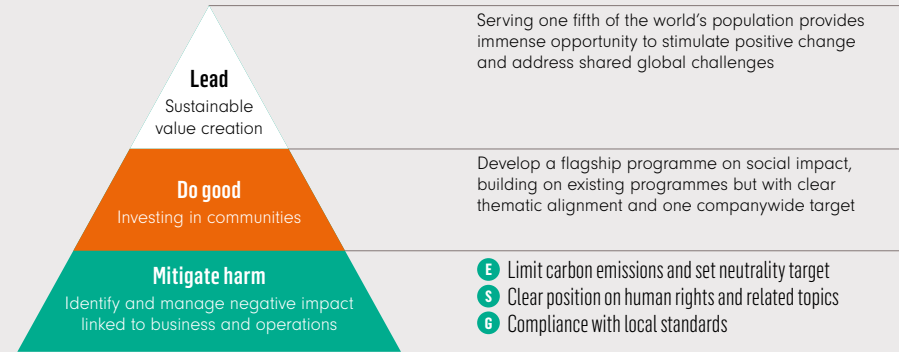 Lead
Sustainable
value creation
Serving one fifth of the world’s population provides
immense opportunity to stimulate positive change
and address shared global challenges
Do good
Investing in communities
Develop a flagship programme on social impact,
building on existing programmes but with clear
thematic alignment and one companywide target
Mitigate harm
Identify and manage negative impact
linked to business and operations
E Limit carbon emissions and set neutrality target
S Clear position on human rights and related topics
G Compliance with local standards